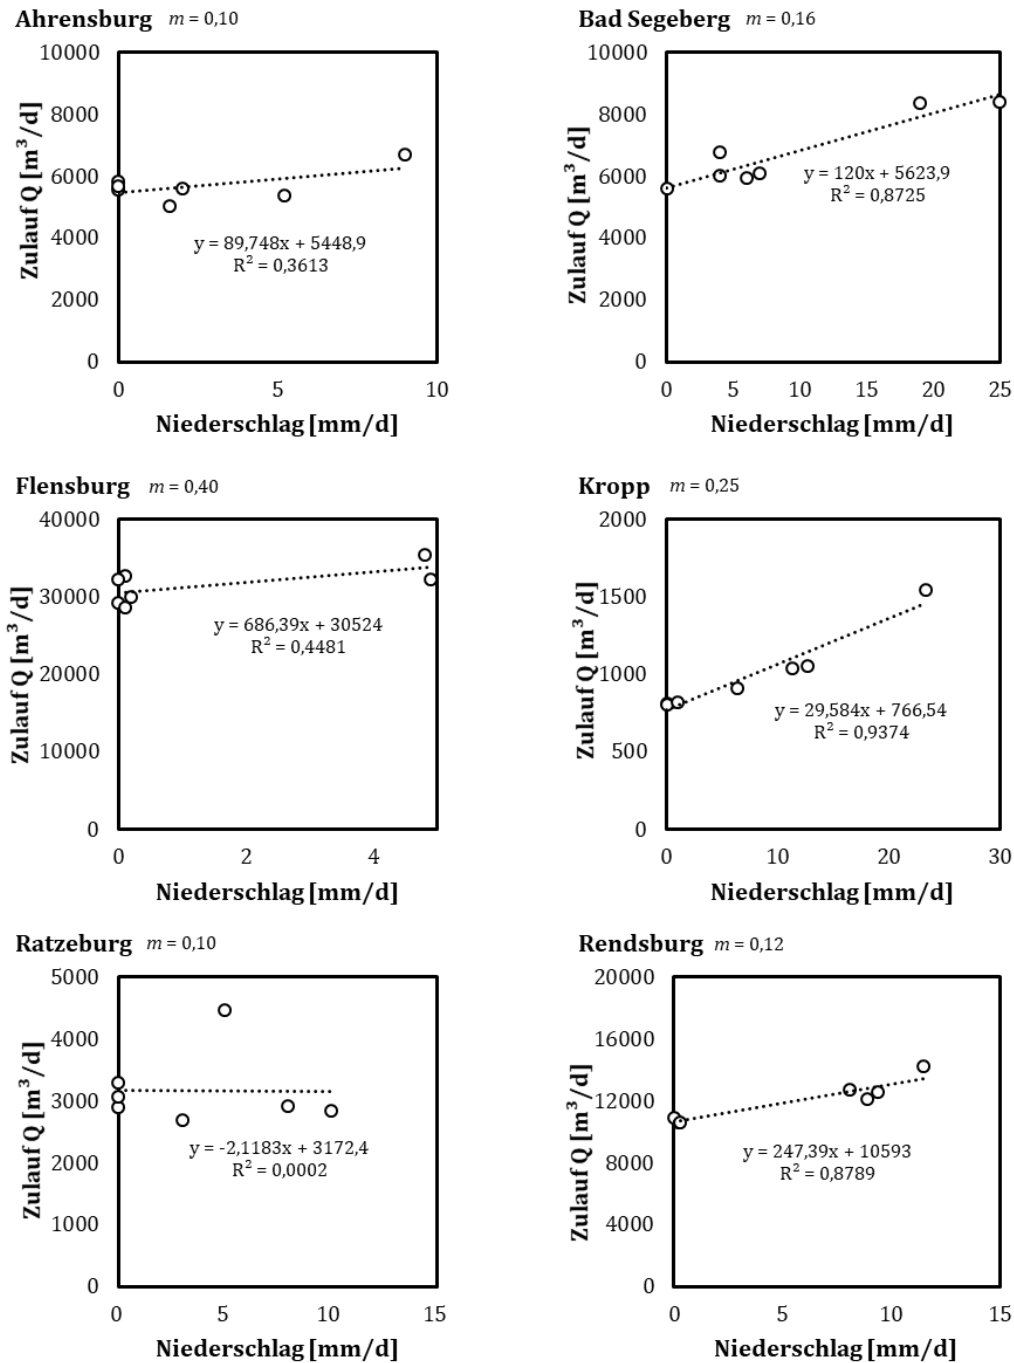 Ahrensburg m = 0,10
10000
8000
6000
4000
2000
0
Zulauf Q [m³/d]
y = 89,748x + 5448,9
R² = 0,3613
0 5 10
Niederschlag [mm/d]
Bad Segeberg m = 0,16
10000
8000
6000
4000
2000
0
Zulauf Q [m³/d]
y = 120x + 5623,9
R² = 0,8725
0 5 10 15 20 25
Niederschlag [mm/d]
Flensburg m = 0,40
40000
30000
20000
10000
0
Zulauf Q [m³/d]
y = 686,39x + 30524
R² = 0,4481
0 2 4
Niederschlag [mm/d]
Kropp m = 0,25
2000
1500
1000
500
0
Zulauf Q [m³/d]
y = 29,584x + 766,54
R² = 0,9374
0 10 20 30
Niederschlag [mm/d]
Ratzeburg m = 0,10
5000
4000
3000
2000
1000
0
Zulauf Q [m³/d]
y = -2,1183x + 3172,4
R² = 0,0002
0 5 10 15
Niederschlag [mm/d]
Rendsburg m = 0,12
20000
16000
12000
8000
4000
0
Zulauf Q [m³/d]
y = 247,39x + 10593
R² = 0,8789
0 5 10 15
Niederschlag [mm/d]